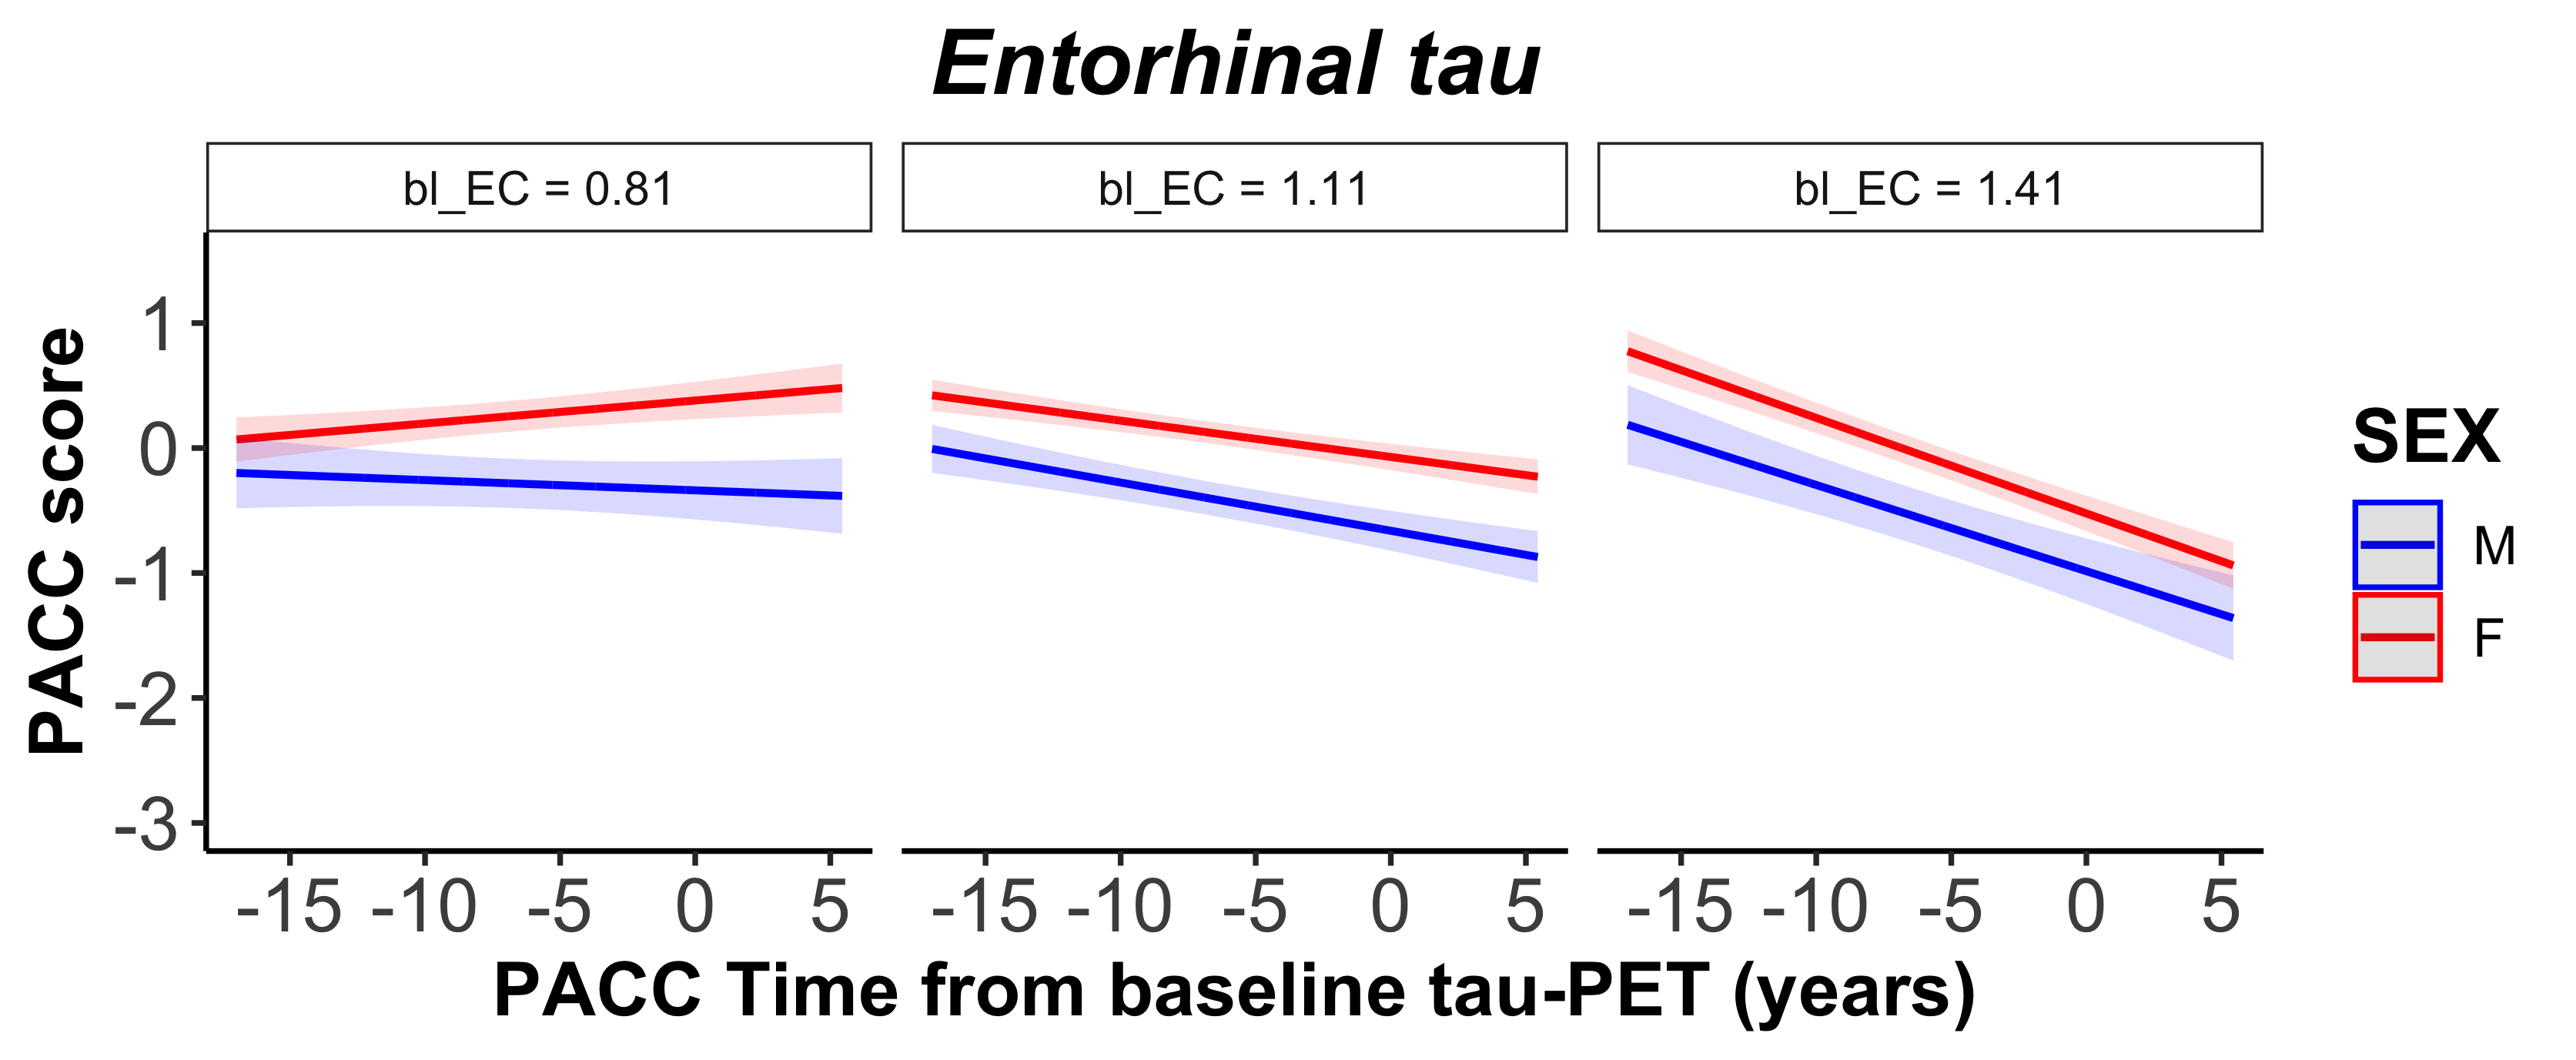 Entorhinal tau
bl_EC = 0.81 bl_EC = 1.11 bl_EC = 1.41
PACC score
1
0
-1
-2
-3
-15 -10 -5 0 5 -15 -10 -5 0 5 -15 -10 -5 0 5
PACC Time from baseline tau-PET (years)
SEX
M
F